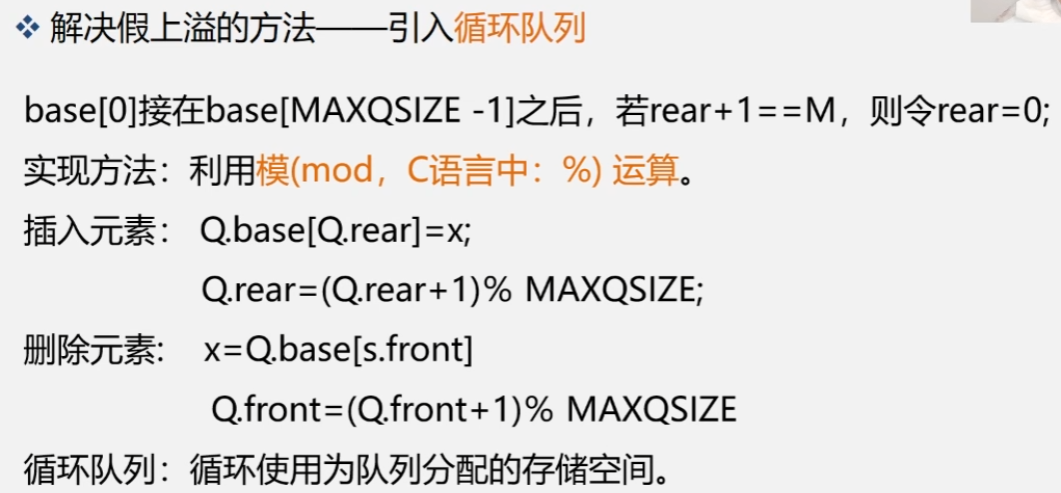 ❖ 解决假上溢的方法——引入循环队列
base[0]接在base[MAXQSIZE -1]之后，若rear+1==M，则令rear=0;
实现方法：利用模(mod，C语言中：%) 运算。
插入元素： Q.base[Q.rear]=x;
Q.rear=(Q.rear+1)% MAXQSIZE;
删除元素: x=Q.base[s.front]
Q.front=(Q.front+1)% MAXQSIZE
循环队列：循环使用为队列分配的存储空间。